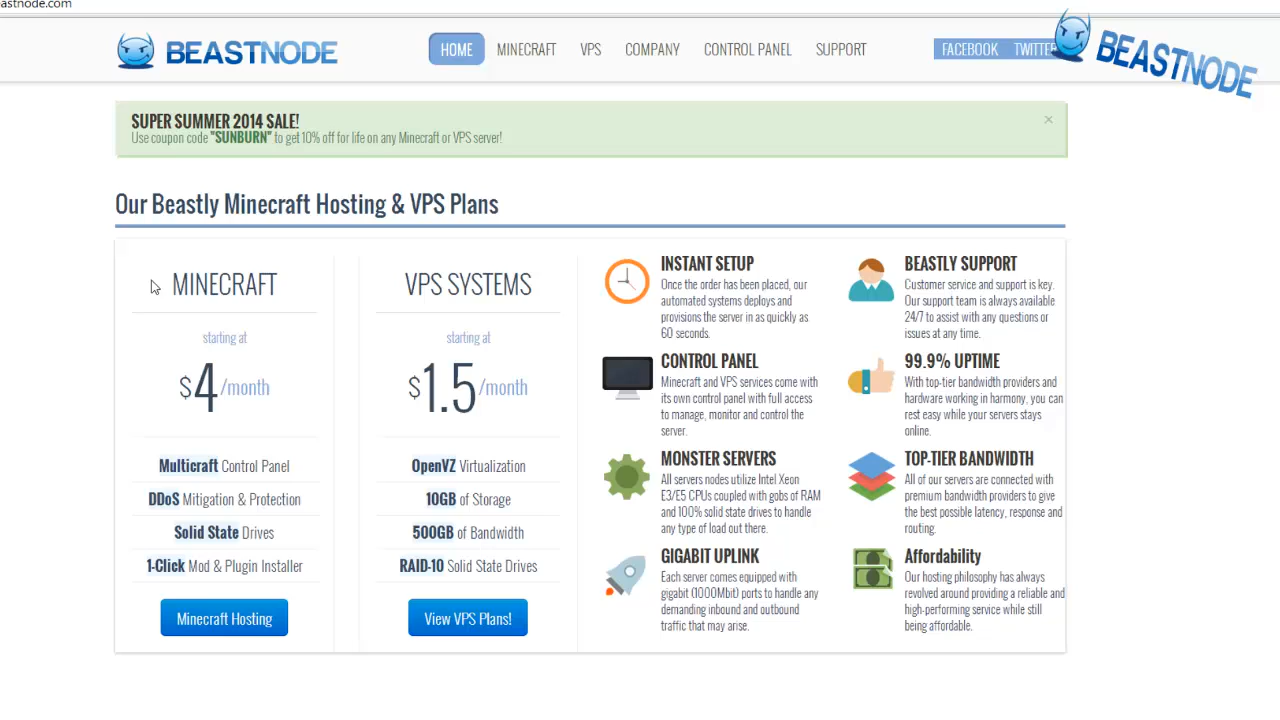 astnode.com
BEASTNODE
HOME MINECRAFT VPS COMPANY CONTROL PANEL SUPPORT
FACEBOOK TWITTER
BEASTNODE
SUPER SUMMER 2014 SALE!
×
Use coupon code "SUNBURN" to get 10% off for life on any Minecraft or VPS server!
Our Beastly Minecraft Hosting & VPS Plans
MINECRAFT
starting at
$4/month
Multicraft Control Panel
DDoS Mitigation & Protection
Solid State Drives
1-Click Mod & Plugin Installer
Minecraft Hosting
VPS SYSTEMS
starting at
$1.5/month
OpenVZ Virtualization
10GB of Storage
500GB of Bandwidth
RAID-10 Solid State Drives
View VPS Plans!
INSTANT SETUP
Once the order has been placed, our
automated systems deploys and
provisions the server in as quickly as
60 seconds.
CONTROL PANEL
Minecraft and VPS services come with
its own control panel with full access
to manage, monitor and control the
server.
MONSTER SERVERS
All servers nodes utilize Intel Xeon
E3/E5 CPUs coupled with gobs of RAM
and 100% solid state drives to handle
any type of load out there.
GIGABIT UPLINK
Each server comes equipped with
gigabit (1000Mbit) ports to handle any
demanding inbound and outbound
traffic that may arise.
BEASTLY SUPPORT
Customer service and support is key.
Our support team is always available
24/7 to assist with any questions or
issues at any time.
99.9% UPTIME
With top-tier bandwidth providers and
hardware working in harmony, you can
rest easy while your servers stays
online.
TOP-TIER BANDWIDTH
All of our servers are connected with
premium bandwidth providers to give
the best possible latency, response and
routing.
Affordability
Our hosting philosophy has always
revolved around providing a reliable and
high-performing service while still
being affordable.